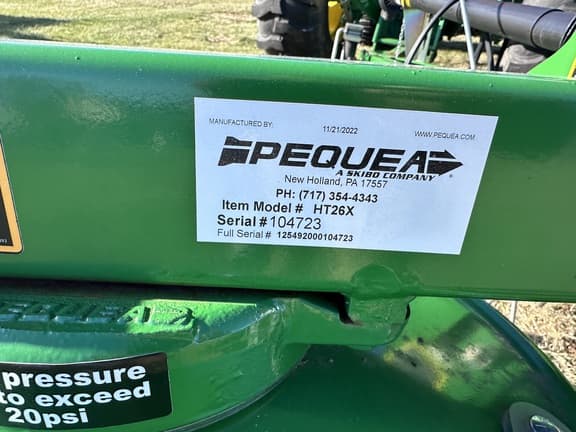 MANUFACTURED BY:
11/21/2022
WWW.PEQUEA.COM
PEQUEA
A SKIBO COMPANY
New Holland, PA 17557
PH: (717) 354-4343
Item Model # HT26X
Serial # 104723
Full Serial # 125492000104723
PEQUEA
pressure
to exceed
20psi